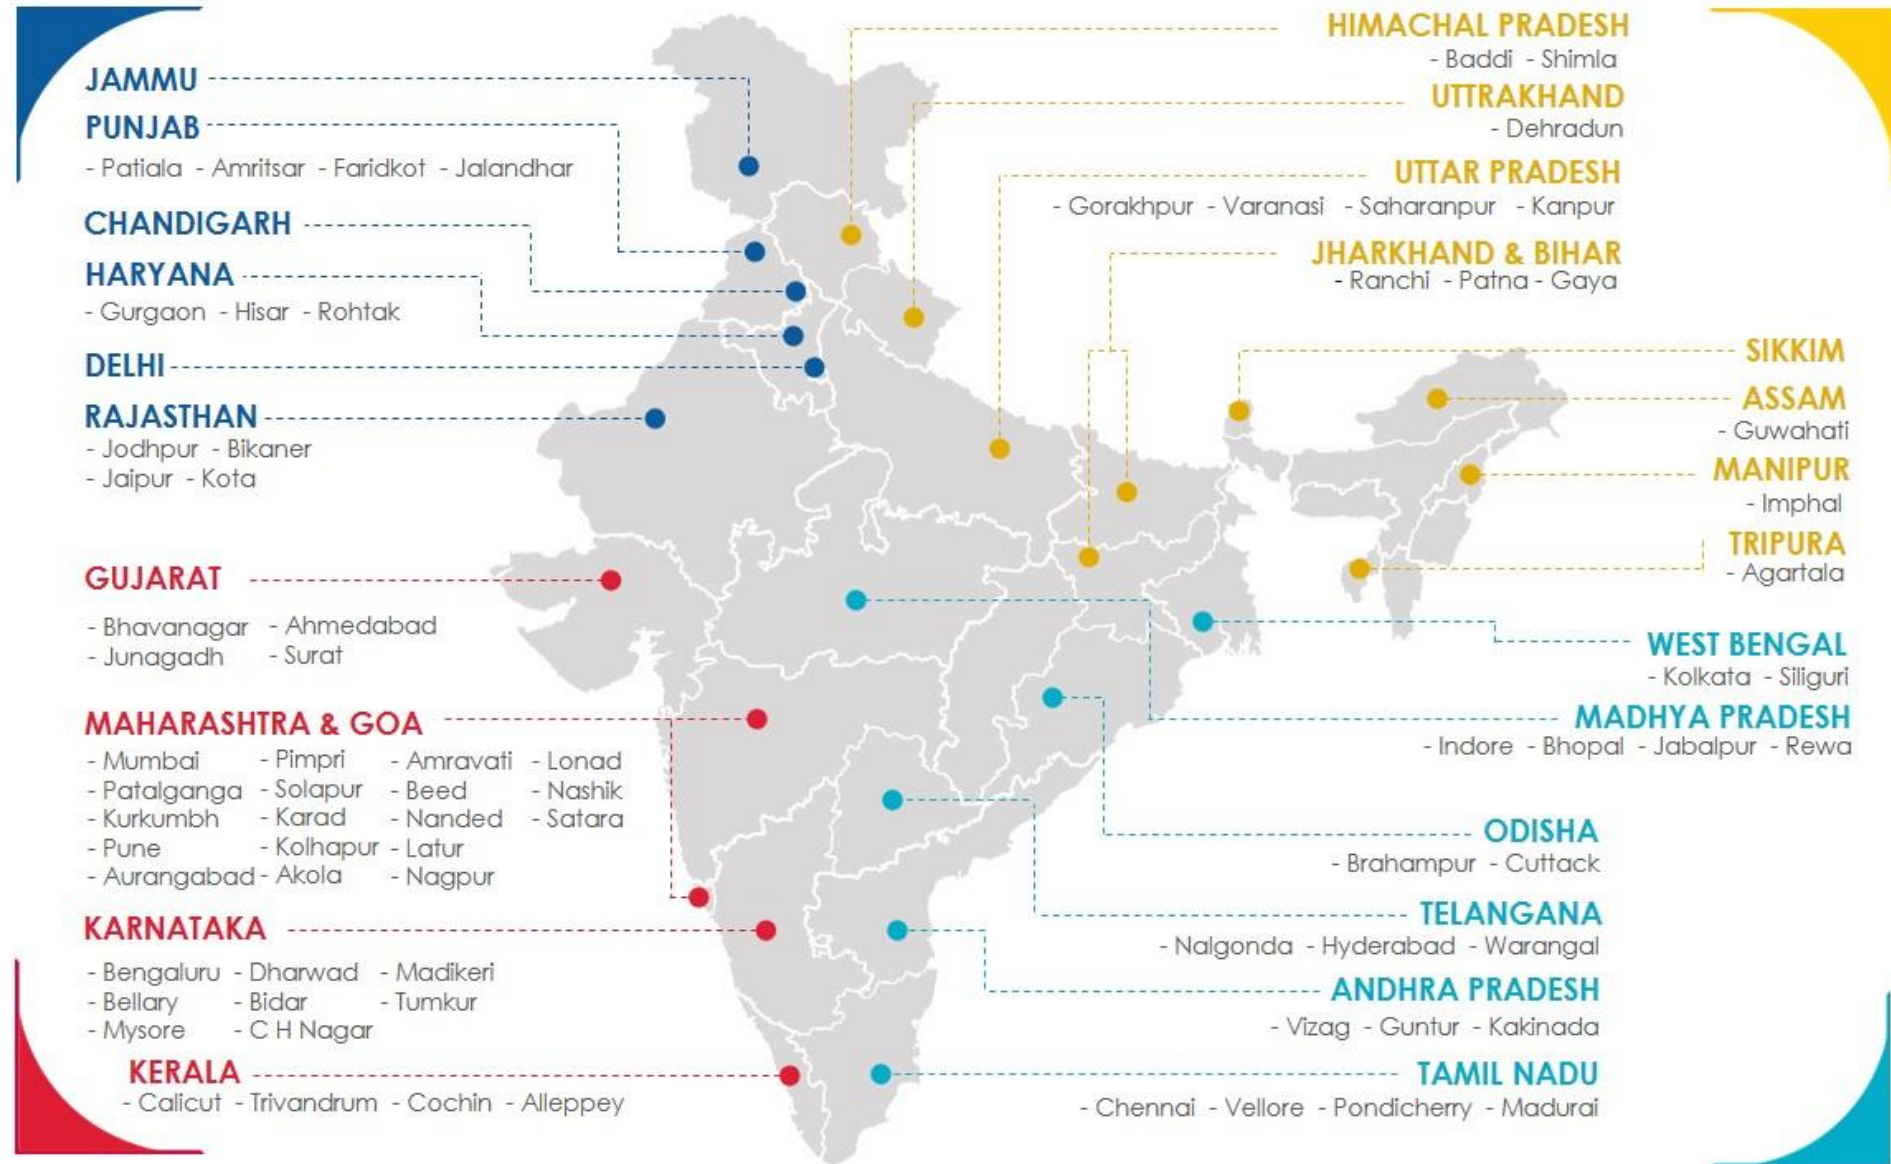 JAMMU
PUNJAB
- Patiala - Amritsar - Faridkot - Jalandhar
CHANDIGARH
HARYANA
- Gurgaon - Hisar - Rohtak
DELHI
RAJASTHAN
- Jodhpur - Bikaner
- Jaipur - Kota
GUJARAT
- Bhavanagar - Ahmedabad
- Junagadh - Surat
MAHARASHTRA & GOA
- Mumbai - Pimpri - Amravati - Lonad
- Patalganga - Solapur - Beed - Nashik
- Kurkumbh - Karad - Nanded - Satara
- Pune - Kolhapur - Latur
- Aurangabad - Akola - Nagpur
KARNATAKA
- Bengaluru - Dharwad - Madikeri
- Bellary - Bidar - Tumkur
- Mysore - C H Nagar
KERALA
- Calicut - Trivandrum - Cochin - Alleppey
HIMACHAL PRADESH
- Baddi - Shimla
UTTRAKHAND
- Dehradun
UTTAR PRADESH
- Gorakhpur - Varanasi - Saharanpur - Kanpur
JHARKHAND & BIHAR
- Ranchi - Patna - Gaya
SIKKIM
ASSAM
- Guwahati
MANIPUR
- Imphal
TRIPURA
- Agartala
WEST BENGAL
- Kolkata - Siliguri
MADHYA PRADESH
- Indore - Bhopal - Jabalpur - Rewa
ODISHA
- Brahampur - Cuttack
TELANGANA
- Nalgonda - Hyderabad - Warangal
ANDHRA PRADESH
- Vizag - Guntur - Kakinada
TAMIL NADU
- Chennai - Vellore - Pondicherry - Madurai